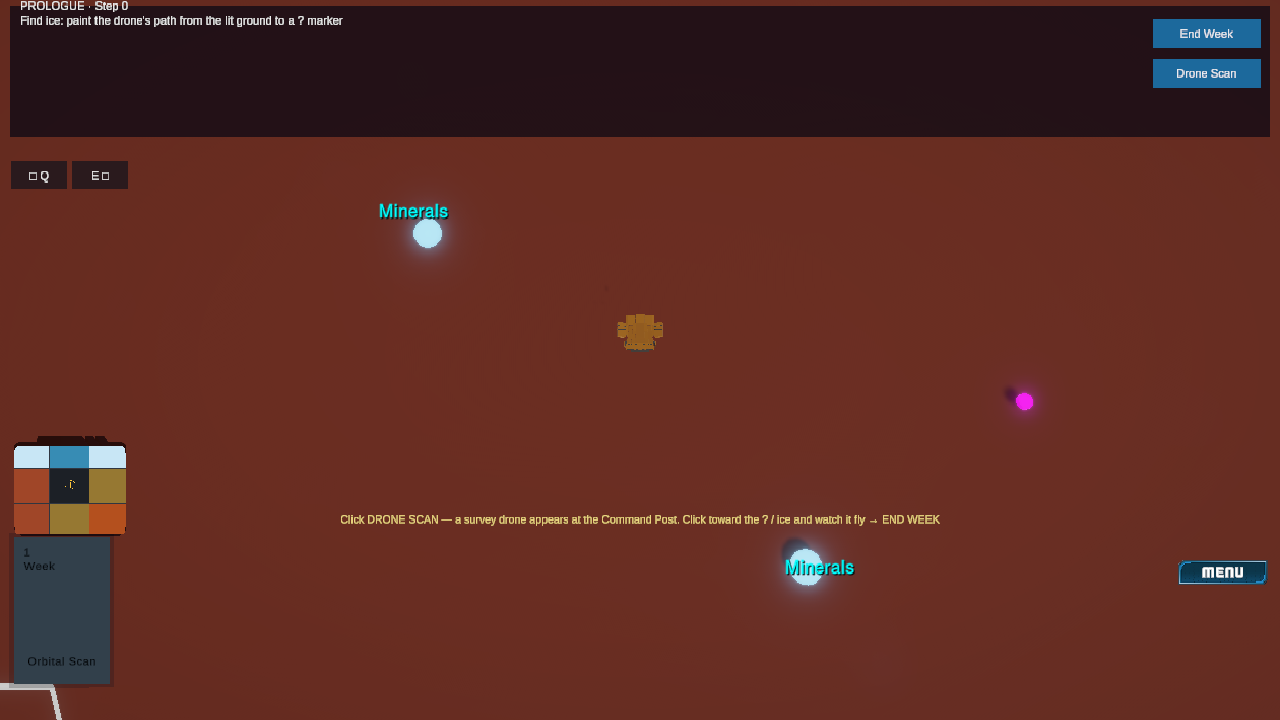 PROLOGUE · Step 0
Find ice: paint the drone's path from the lit ground to a ? marker
End Week
Drone Scan
□ Q
E □
Minerals
Click DRONE SCAN — a survey drone appears at the Command Post. Click toward the ? / ice and watch it fly → END WEEK
1
Week
Minerals
MENU
Orbital Scan